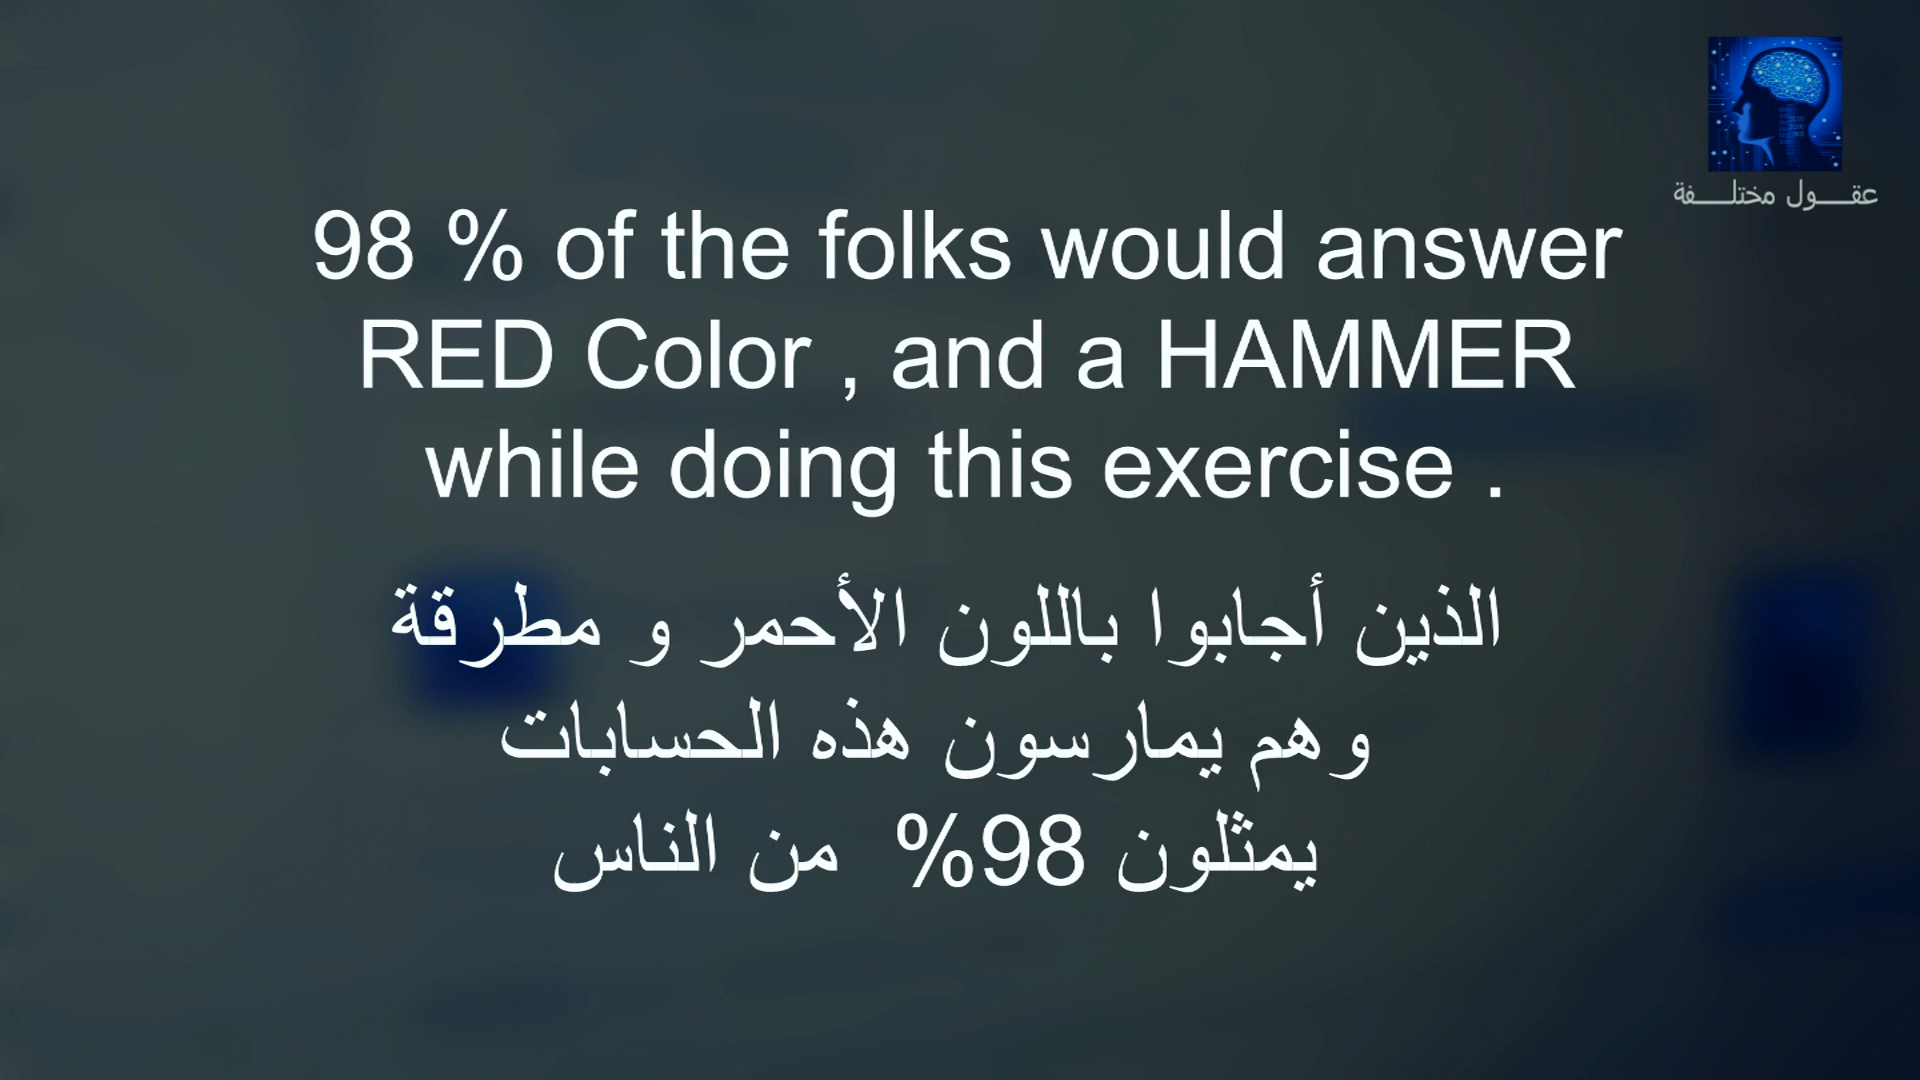 عقـــول مختلـــفة
98 % of the folks would answer
RED Color , and a HAMMER
while doing this exercise .
الذين أجابوا باللون الأحمر و مطرقة
وهم يمارسون هذه الحسابات
يمثلون 98%  من الناس